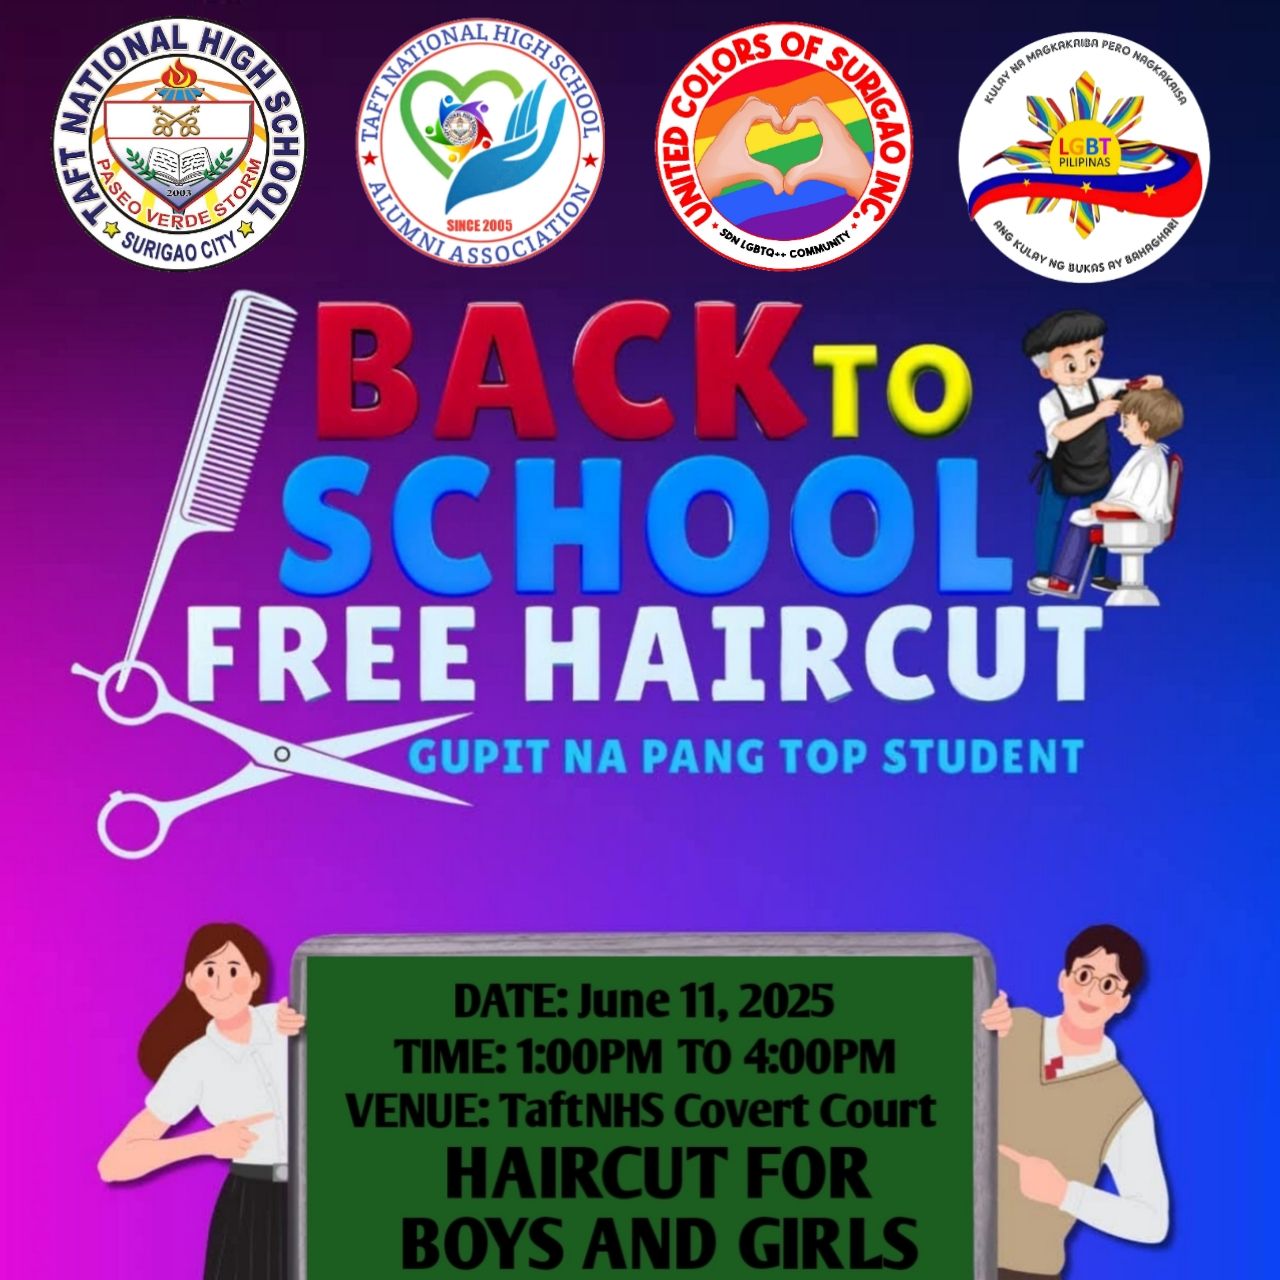 TAFT NATIONAL HIGH SCHOOL
PASEO VERDE STORM
2003
SURIGAO CITY
TAFT NATIONAL HIGH SCHOOL
SINCE 2005
ALUMNI ASSOCIATION
UNITED COLORS OF SURIGAO INC.
SDN LGBTQ++ COMMUNITY
KULAY NA MAGKAKAIBA PERO NAGKAKAISA
LGBT
PILIPINAS
ANG KULAY NG BUKAS AY BAHAGHARI
BACK TO
SCHOOL
FREE HAIRCUT
GUPIT NA PANG TOP STUDENT
DATE: June 11, 2025
TIME: 1:00PM TO 4:00PM
VENUE: TaftNHS Covert Court
HAIRCUT FOR
BOYS AND GIRLS